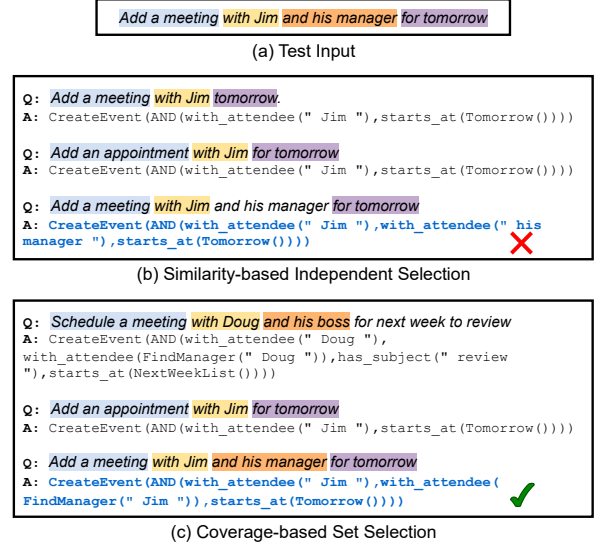 Add a meeting with Jim and his manager for tomorrow
(a) Test Input
Q: Add a meeting with Jim tomorrow.
A: CreateEvent(AND(with_attendee(" Jim "),starts_at(Tomorrow())))
Q: Add an appointment with Jim for tomorrow
A: CreateEvent(AND(with_attendee(" Jim "),starts_at(Tomorrow())))
Q: Add a meeting with Jim and his manager for tomorrow
A: CreateEvent(AND(with_attendee(" Jim "),with_attendee(" his
manager "),starts_at(Tomorrow())))
(b) Similarity-based Independent Selection
Q: Schedule a meeting with Doug and his boss for next week to review
A: CreateEvent(AND(with_attendee(" Doug "),
with_attendee(FindManager(" Doug ")),has_subject(" review
"),starts_at(NextWeekList())))
Q: Add an appointment with Jim for tomorrow
A: CreateEvent(AND(with_attendee(" Jim "),starts_at(Tomorrow())))
Q: Add a meeting with Jim and his manager for tomorrow
A: CreateEvent(AND(with_attendee(" Jim "),with_attendee(
FindManager(" Jim ")),starts_at(Tomorrow())))
(c) Coverage-based Set Selection